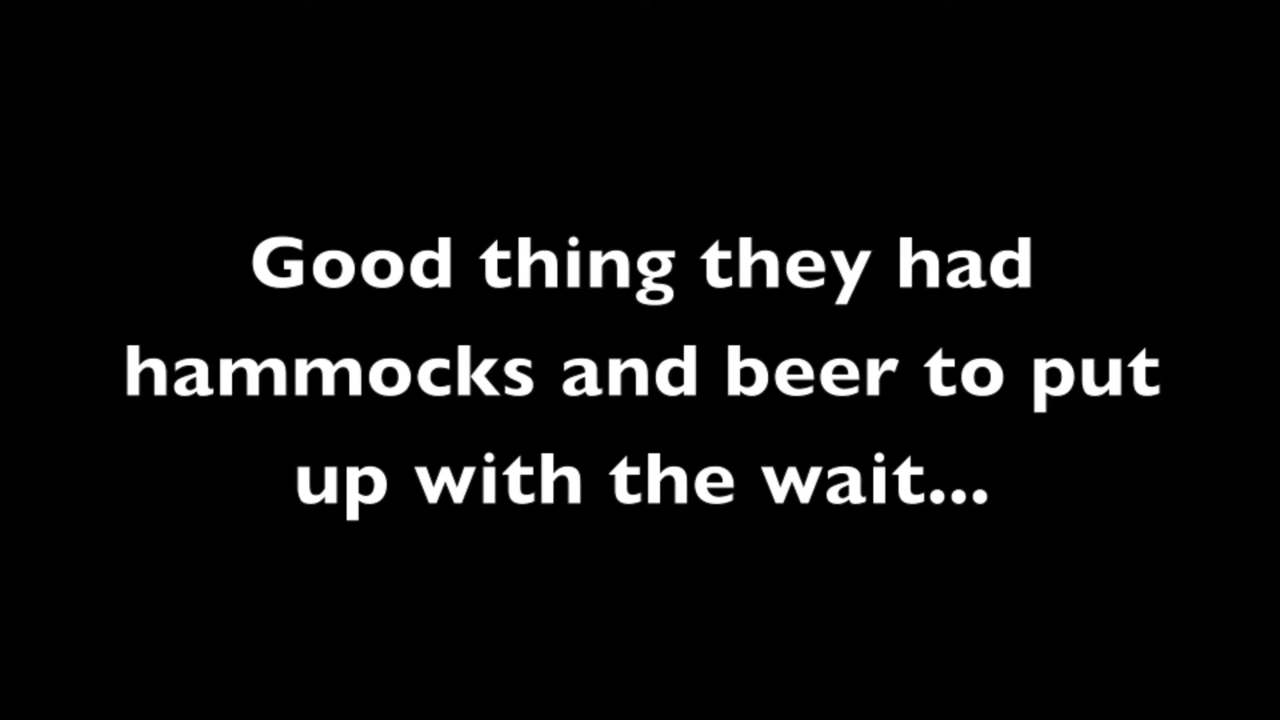 Good thing they had
hammocks and beer to put
up with the wait...